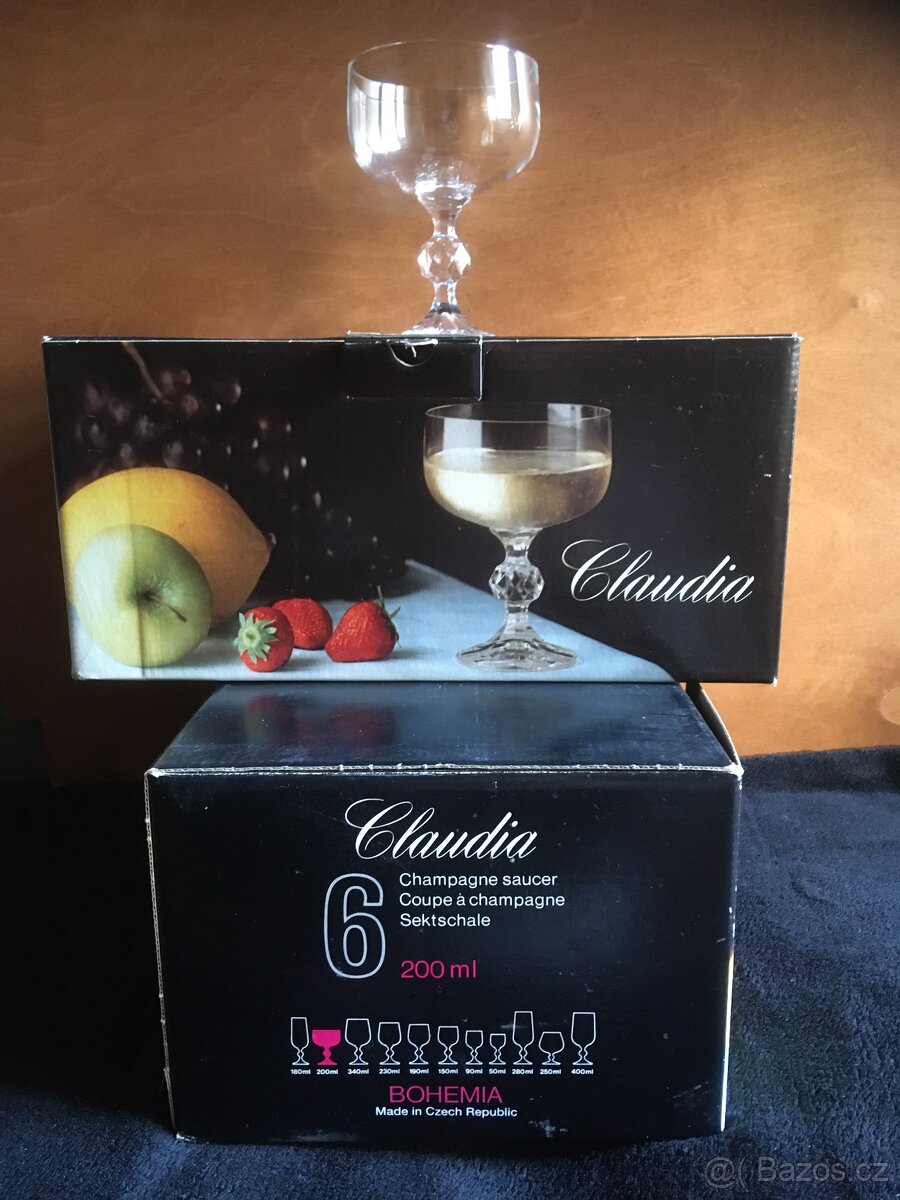 Claudia
Claudia
6
Champagne saucer
Coupe à champagne
Sektschale
200 ml
180ml 200ml 340ml 230ml 190ml 150ml 90ml 50ml 280ml 250ml 400ml
BOHEMIA
Made in Czech Republic
@( Bazos.cz